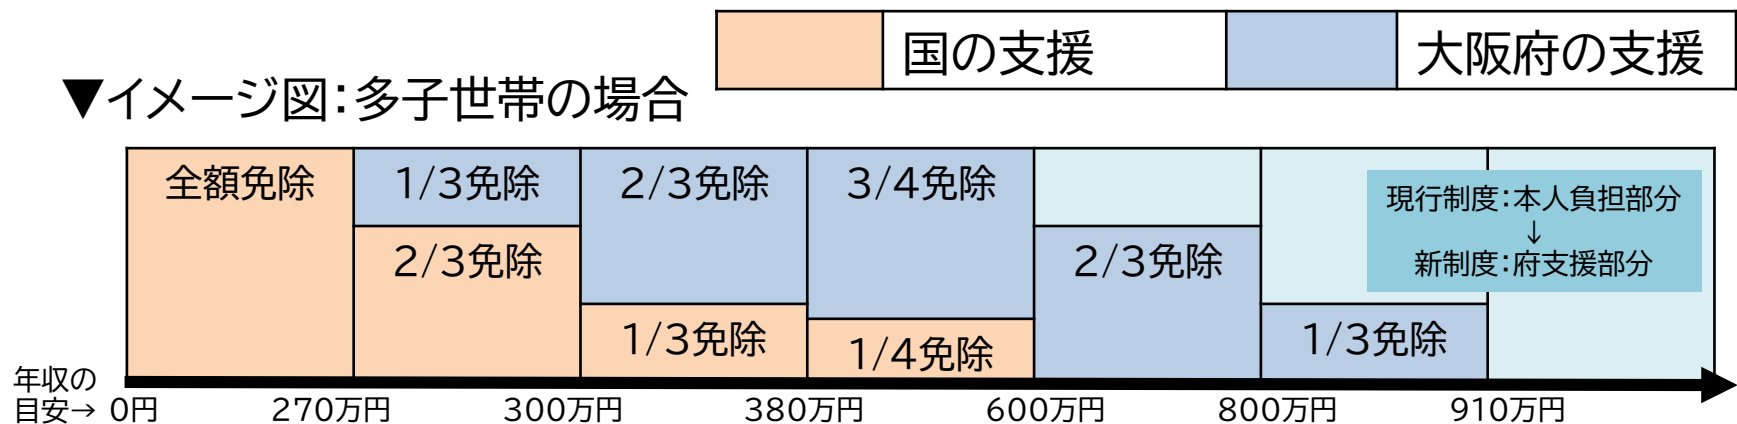 国の支援
大阪府の支援
▼イメージ図：多子世帯の場合
全額免除
1/3免除
2/3免除
3/4免除
現行制度：本人負担部分
↓
新制度：府支援部分
2/3免除
2/3免除
1/3免除
1/4免除
1/3免除
年収の
目安→ 0円 270万円 300万円 380万円 600万円 800万円 910万円